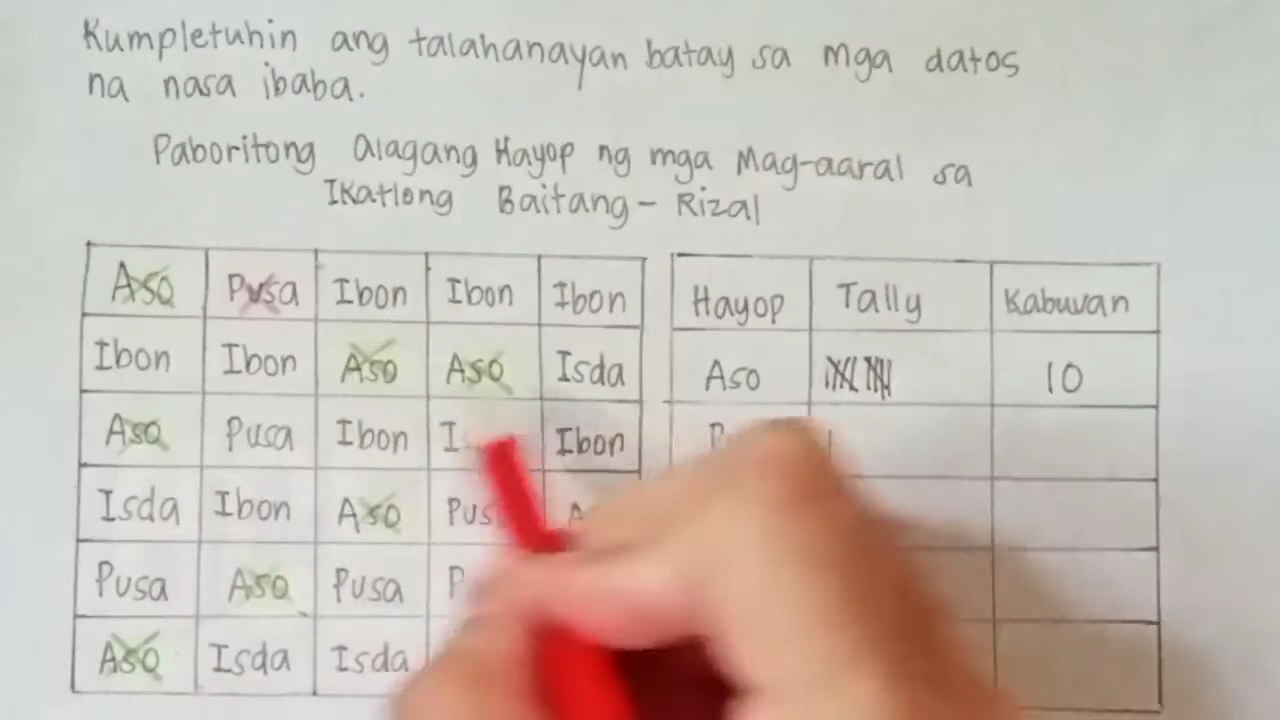 Kumpletuhin ang talahanayan batay sa mga datos
na nasa ibaba.
Paboritong Alagang Hayop ng mga Mag-aaral sa
Ikatlong Baitang - Rizal
Aso Pusa Ibon Ibon Ibon
Ibon Ibon Aso Aso Isda
Aso Pusa Ibon Ibon
Isda Ibon Aso
Pusa Aso Pusa
Aso Isda Isda
Hayop Tally Kabuuan
Aso 10